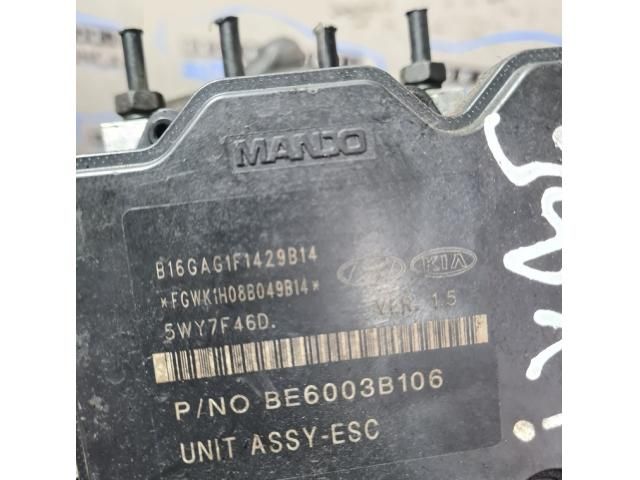 MANDO
B16GAG1F1429B14
*FGWK1H08B049B14*
KIA
5WY7F46D.
VER. 1.5
P/NO BE6003B106
UNIT ASSY-ESC